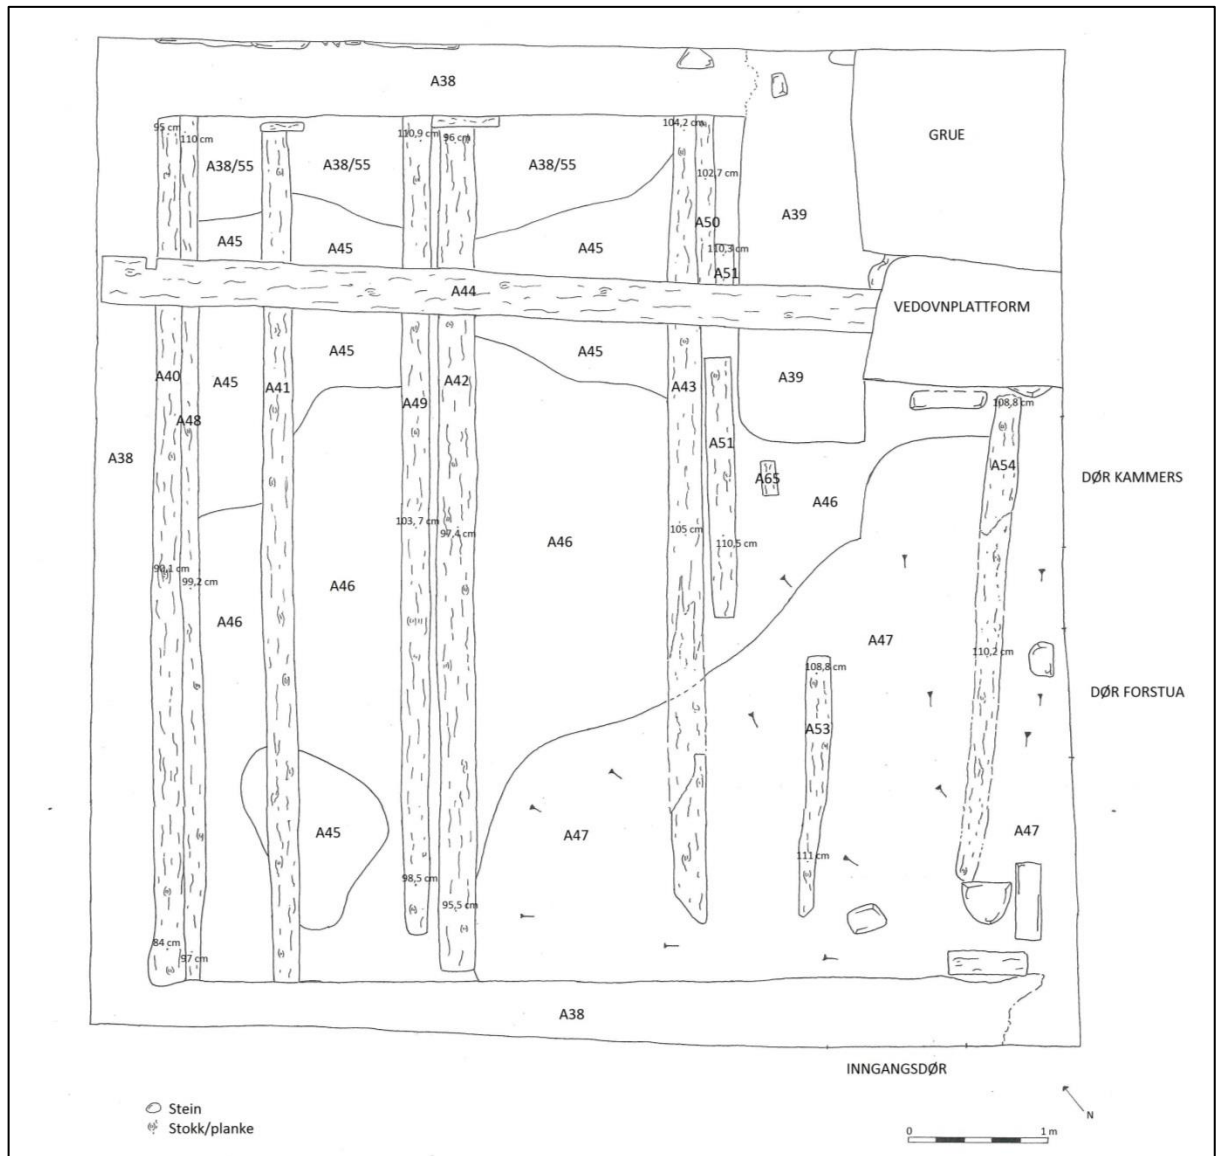 A38
GRUE
95 cm
110 cm
110,9 cm
96 cm
104,2 cm
A38/55
A38/55
A38/55
102,7 cm
A39
A50
A45
A45
A45
110,3 cm
A51
A44
VEDOVNPLATTFORM
A45
A45
A40
A45
A41
A42
A43
A39
A49
108,8 cm
A48
A51
A38
A54
A65
DØR KAMMERS
A46
103,7 cm
97,4 cm
105 cm
A46
110,5 cm
90,1 cm
99,2 cm
A46
A46
A47
110,2 cm
108,8 cm
DØR FORSTUA
A53
A45
A47
A47
111 cm
98,5 cm
95,5 cm
84 cm
97 cm
A38
INNGANGSDØR
Stein
Stokk/planke
N
0 1 m